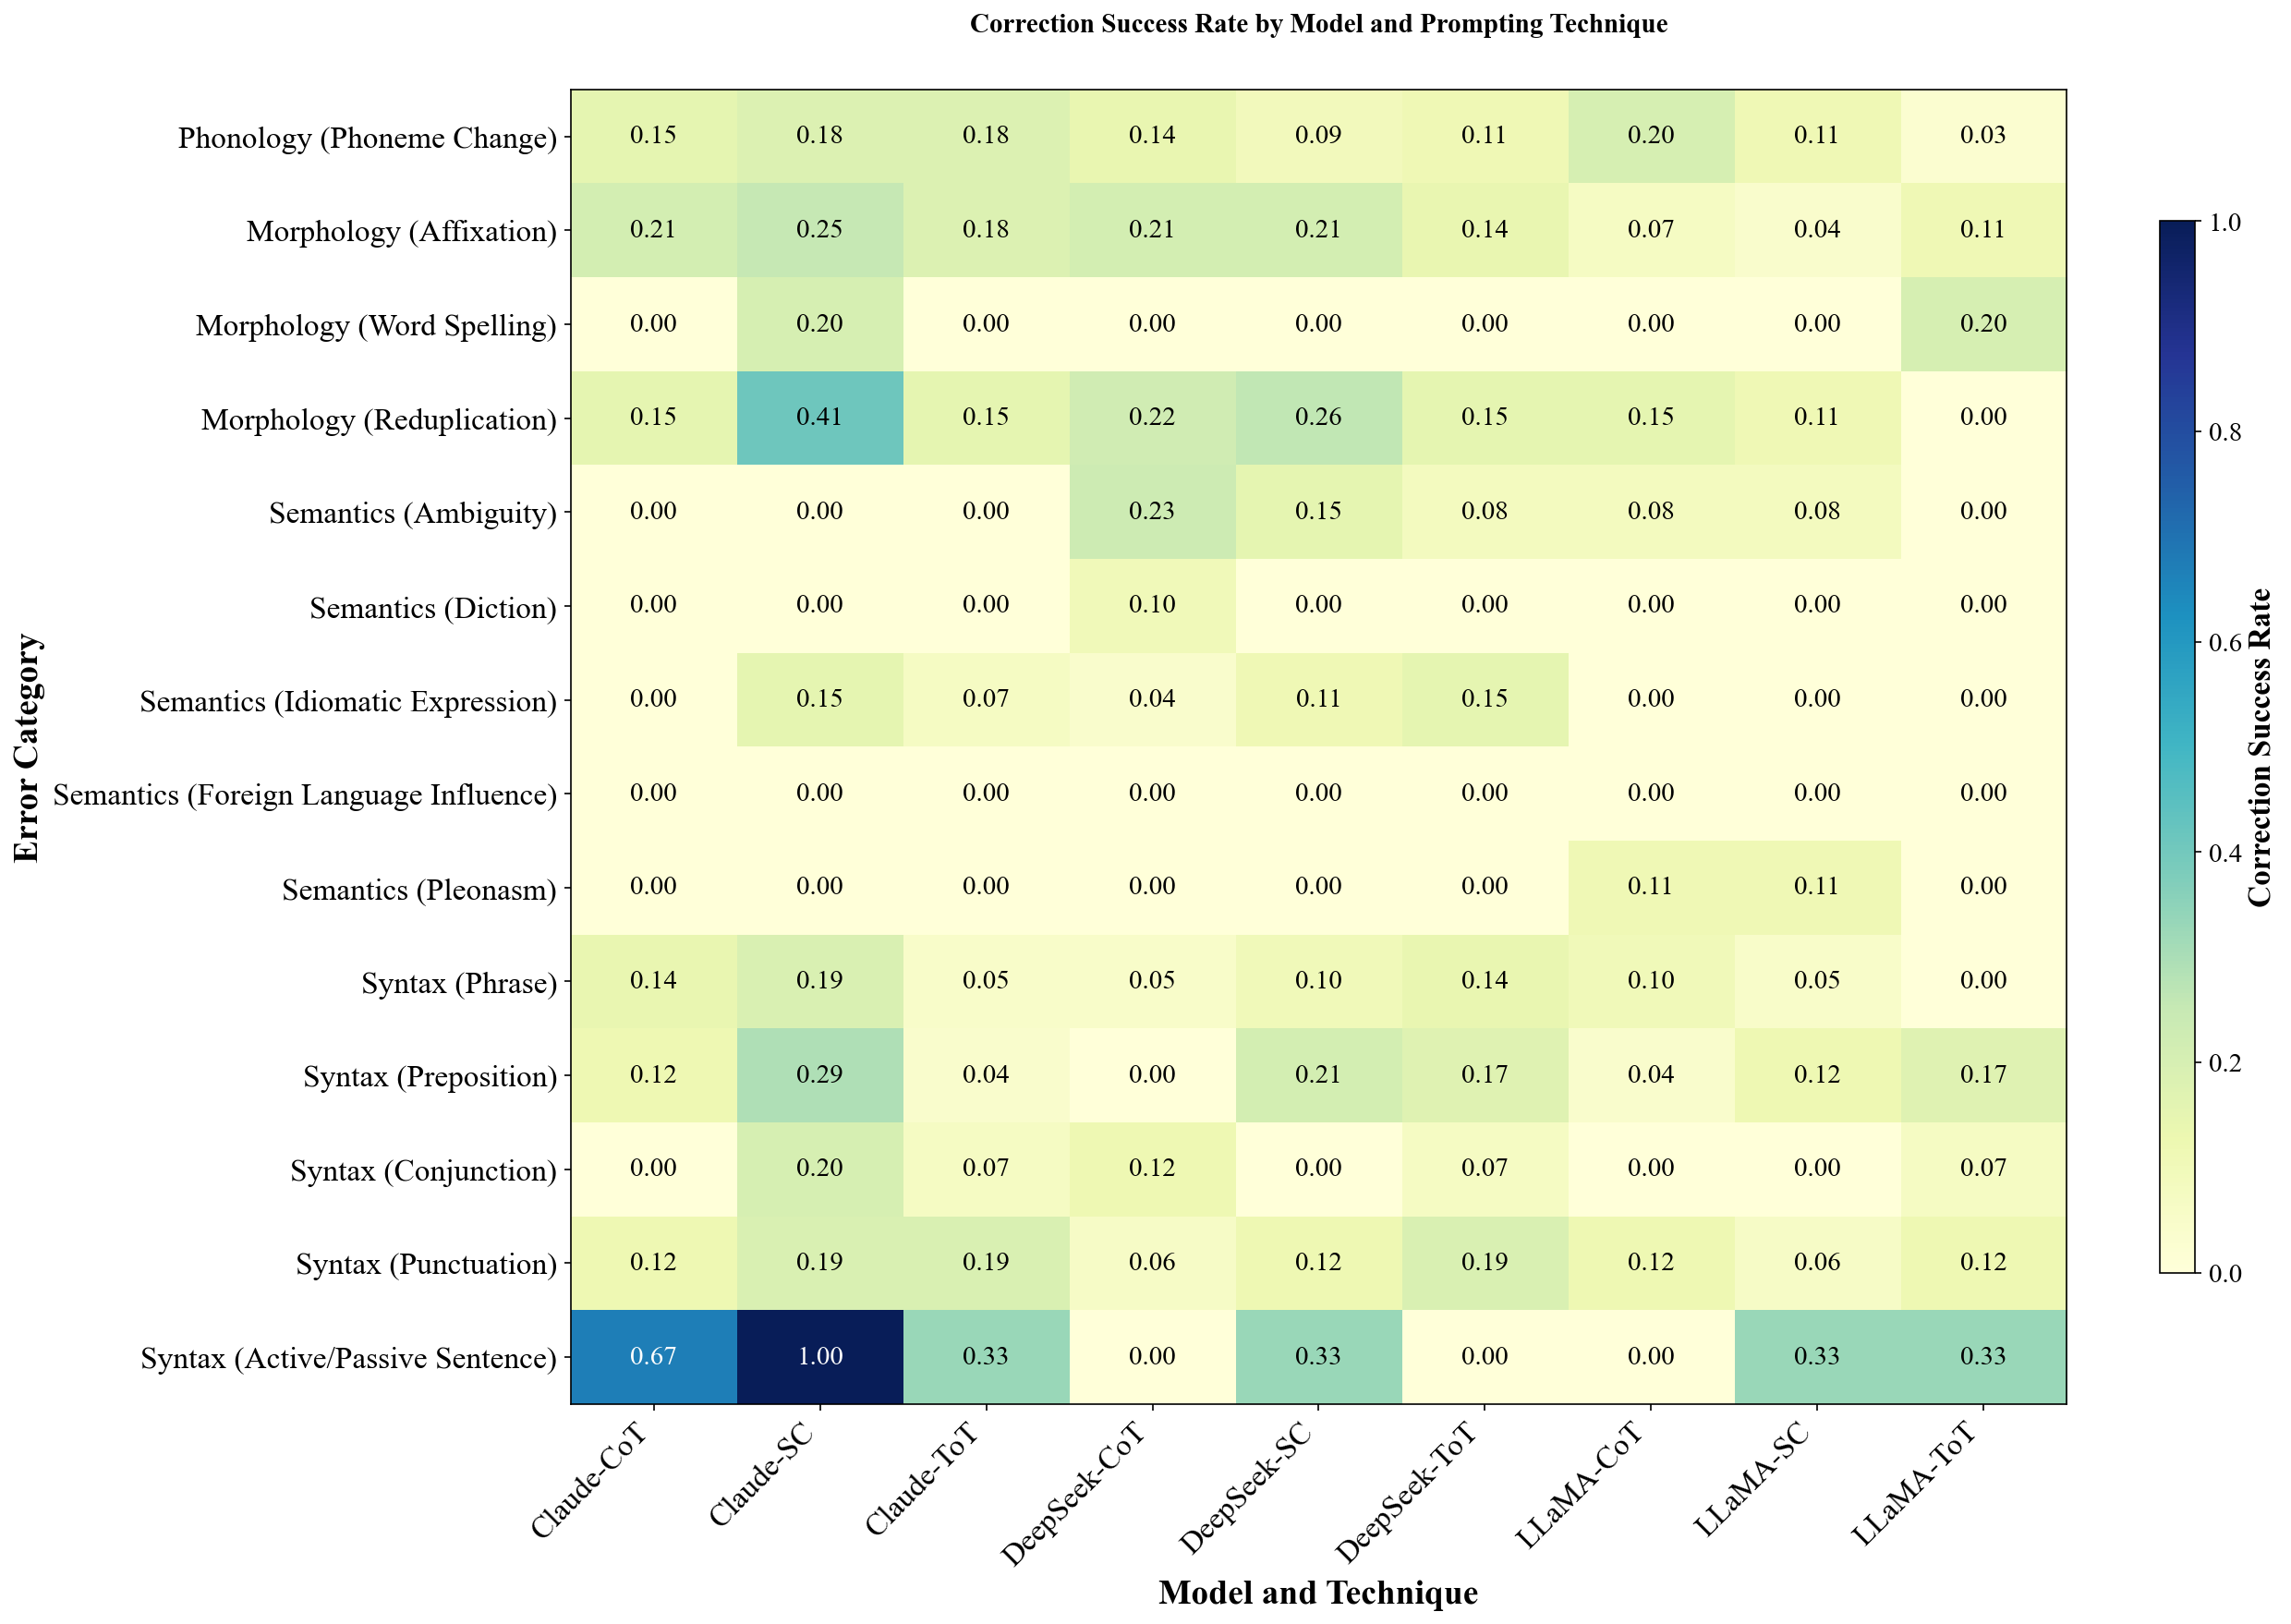 Correction Success Rate by Model and Prompting Technique
Phonology (Phoneme Change) 0.15 0.18 0.18 0.14 0.09 0.11 0.20 0.11 0.03
Morphology (Affixation) 0.21 0.25 0.18 0.21 0.21 0.14 0.07 0.04 0.11
Morphology (Word Spelling) 0.00 0.20 0.00 0.00 0.00 0.00 0.00 0.00 0.20
Morphology (Reduplication) 0.15 0.41 0.15 0.22 0.26 0.15 0.15 0.11 0.00
Semantics (Ambiguity) 0.00 0.00 0.00 0.23 0.15 0.08 0.08 0.08 0.00
Semantics (Diction) 0.00 0.00 0.00 0.10 0.00 0.00 0.00 0.00 0.00
Semantics (Idiomatic Expression) 0.00 0.15 0.07 0.04 0.11 0.15 0.00 0.00 0.00
Semantics (Foreign Language Influence) 0.00 0.00 0.00 0.00 0.00 0.00 0.00 0.00 0.00
Semantics (Pleonasm) 0.00 0.00 0.00 0.00 0.00 0.00 0.11 0.11 0.00
Syntax (Phrase) 0.14 0.19 0.05 0.05 0.10 0.14 0.10 0.05 0.00
Syntax (Preposition) 0.12 0.29 0.04 0.00 0.21 0.17 0.04 0.12 0.17
Syntax (Conjunction) 0.00 0.20 0.07 0.12 0.00 0.07 0.00 0.00 0.07
Syntax (Punctuation) 0.12 0.19 0.19 0.06 0.12 0.19 0.12 0.06 0.12
Syntax (Active/Passive Sentence) 0.67 1.00 0.33 0.00 0.33 0.00 0.00 0.33 0.33
Claude-CoT Claude-SC Claude-ToT DeepSeek-CoT DeepSeek-SC DeepSeek-ToT LLaMA-CoT LLaMA-SC LLaMA-ToT
Model and Technique
Error Category
1.0
0.8
0.6
0.4
0.2
0.0
Correction Success Rate